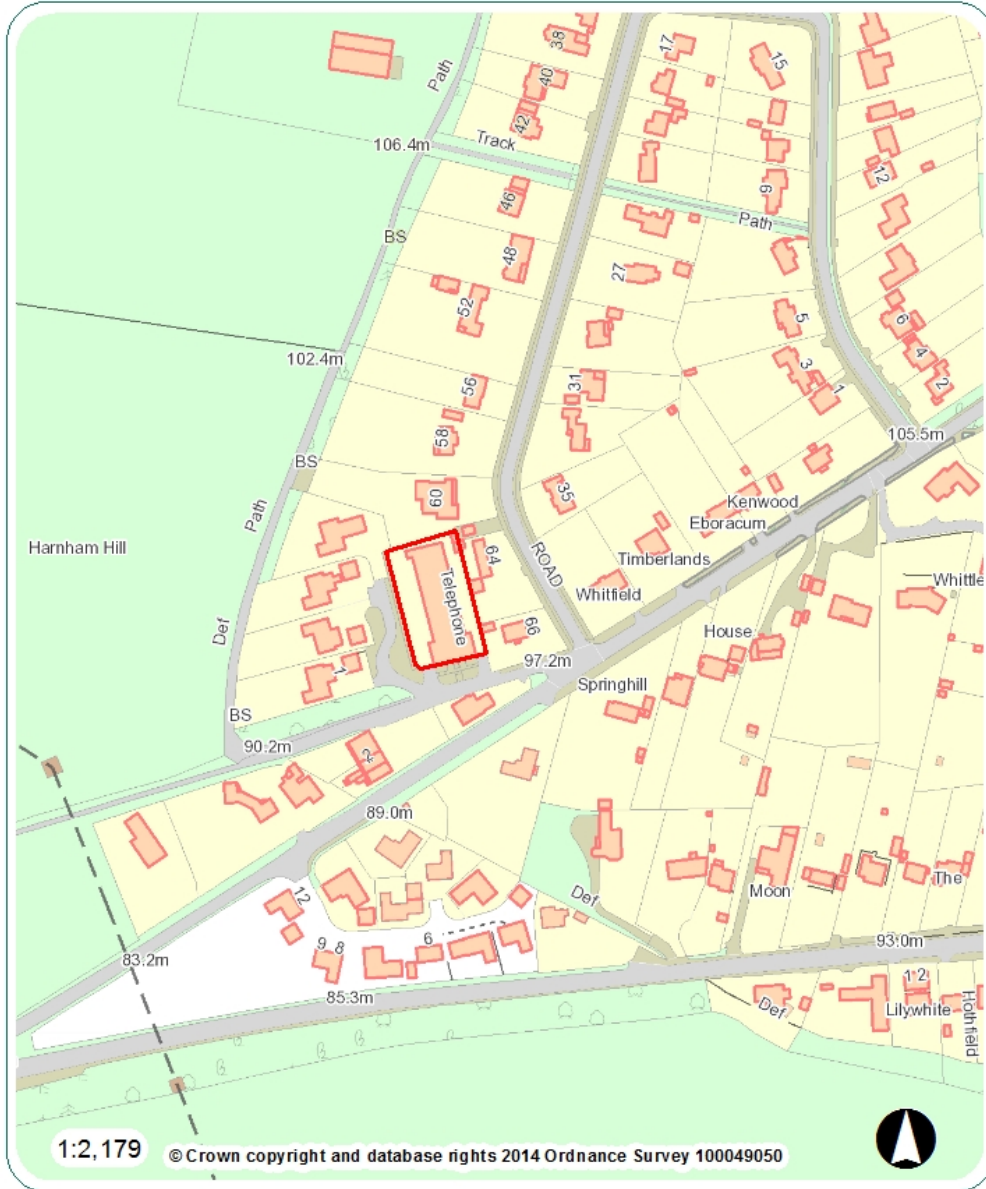 38
17
15
40
Path
42
106.4m
Track
12
46
9
Path
BS
48
27
52
5
6
102.4m
4
3
56
31
1
2
58
105.5m
BS
60
35
Kenwood
Path
Eboracum
Harnham Hill
64
ROAD
Timberlands
Telephone
Whitfield
Whittle
Def
66
House
97.2m
1
Springhill
BS
90.2m
2
89.0m
Def
Moon
The
12
9 8
6
93.0m
83.2m
85.3m
12
Def
Lilywhite
Hothfield
1:2,179
© Crown copyright and database rights 2014 Ordnance Survey 100049050